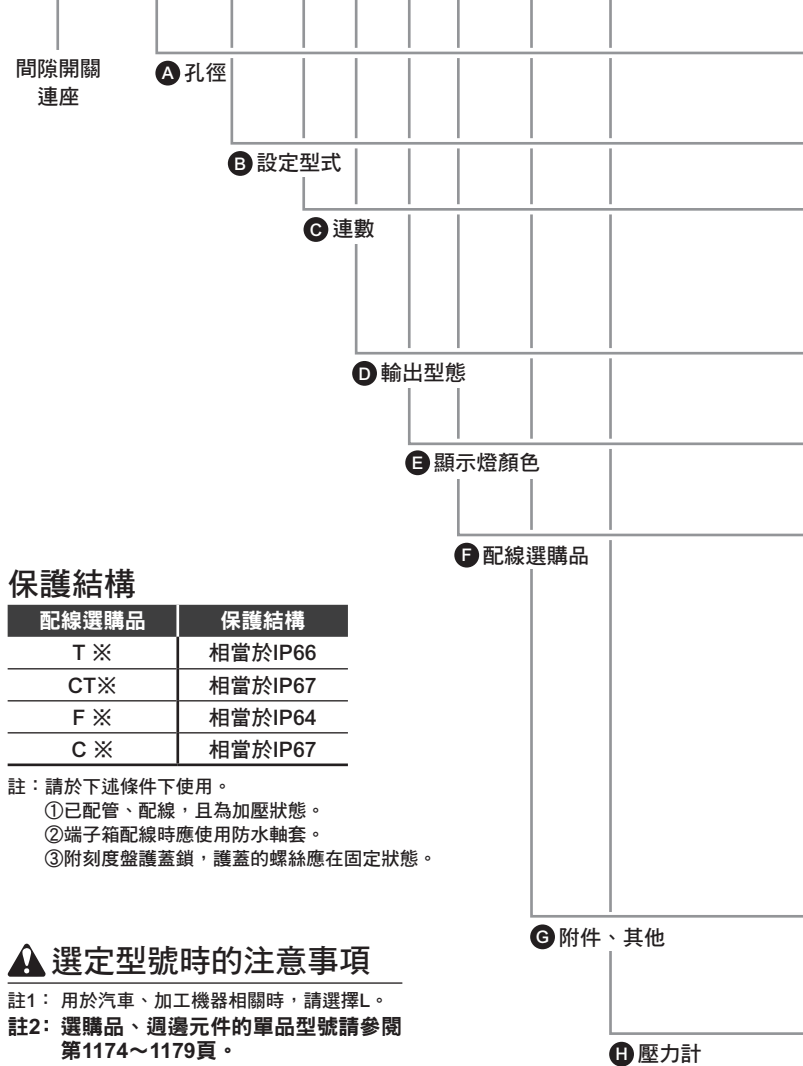 間隙開關
連座
A 孔徑
B 設定型式
C 連數
D 輸出型態
E 顯示燈顏色
F 配線選購品
保護結構
配線選購品 保護結構
T ※ 相當於IP66
CT※ 相當於IP67
F ※ 相當於IP64
C ※ 相當於IP67
註：請於下述條件下使用。
①已配管、配線，且為加壓狀態。
②端子箱配線時應使用防水軸套。
③附刻度盤護蓋鎖，護蓋的螺絲應在固定狀態。
G 附件、其他
選定型號時的注意事項
註1： 用於汽車、加工機器相關時，請選擇L。
註2： 選購品、週邊元件的單品型號請參閱
第1174～1179頁。
H 壓力計